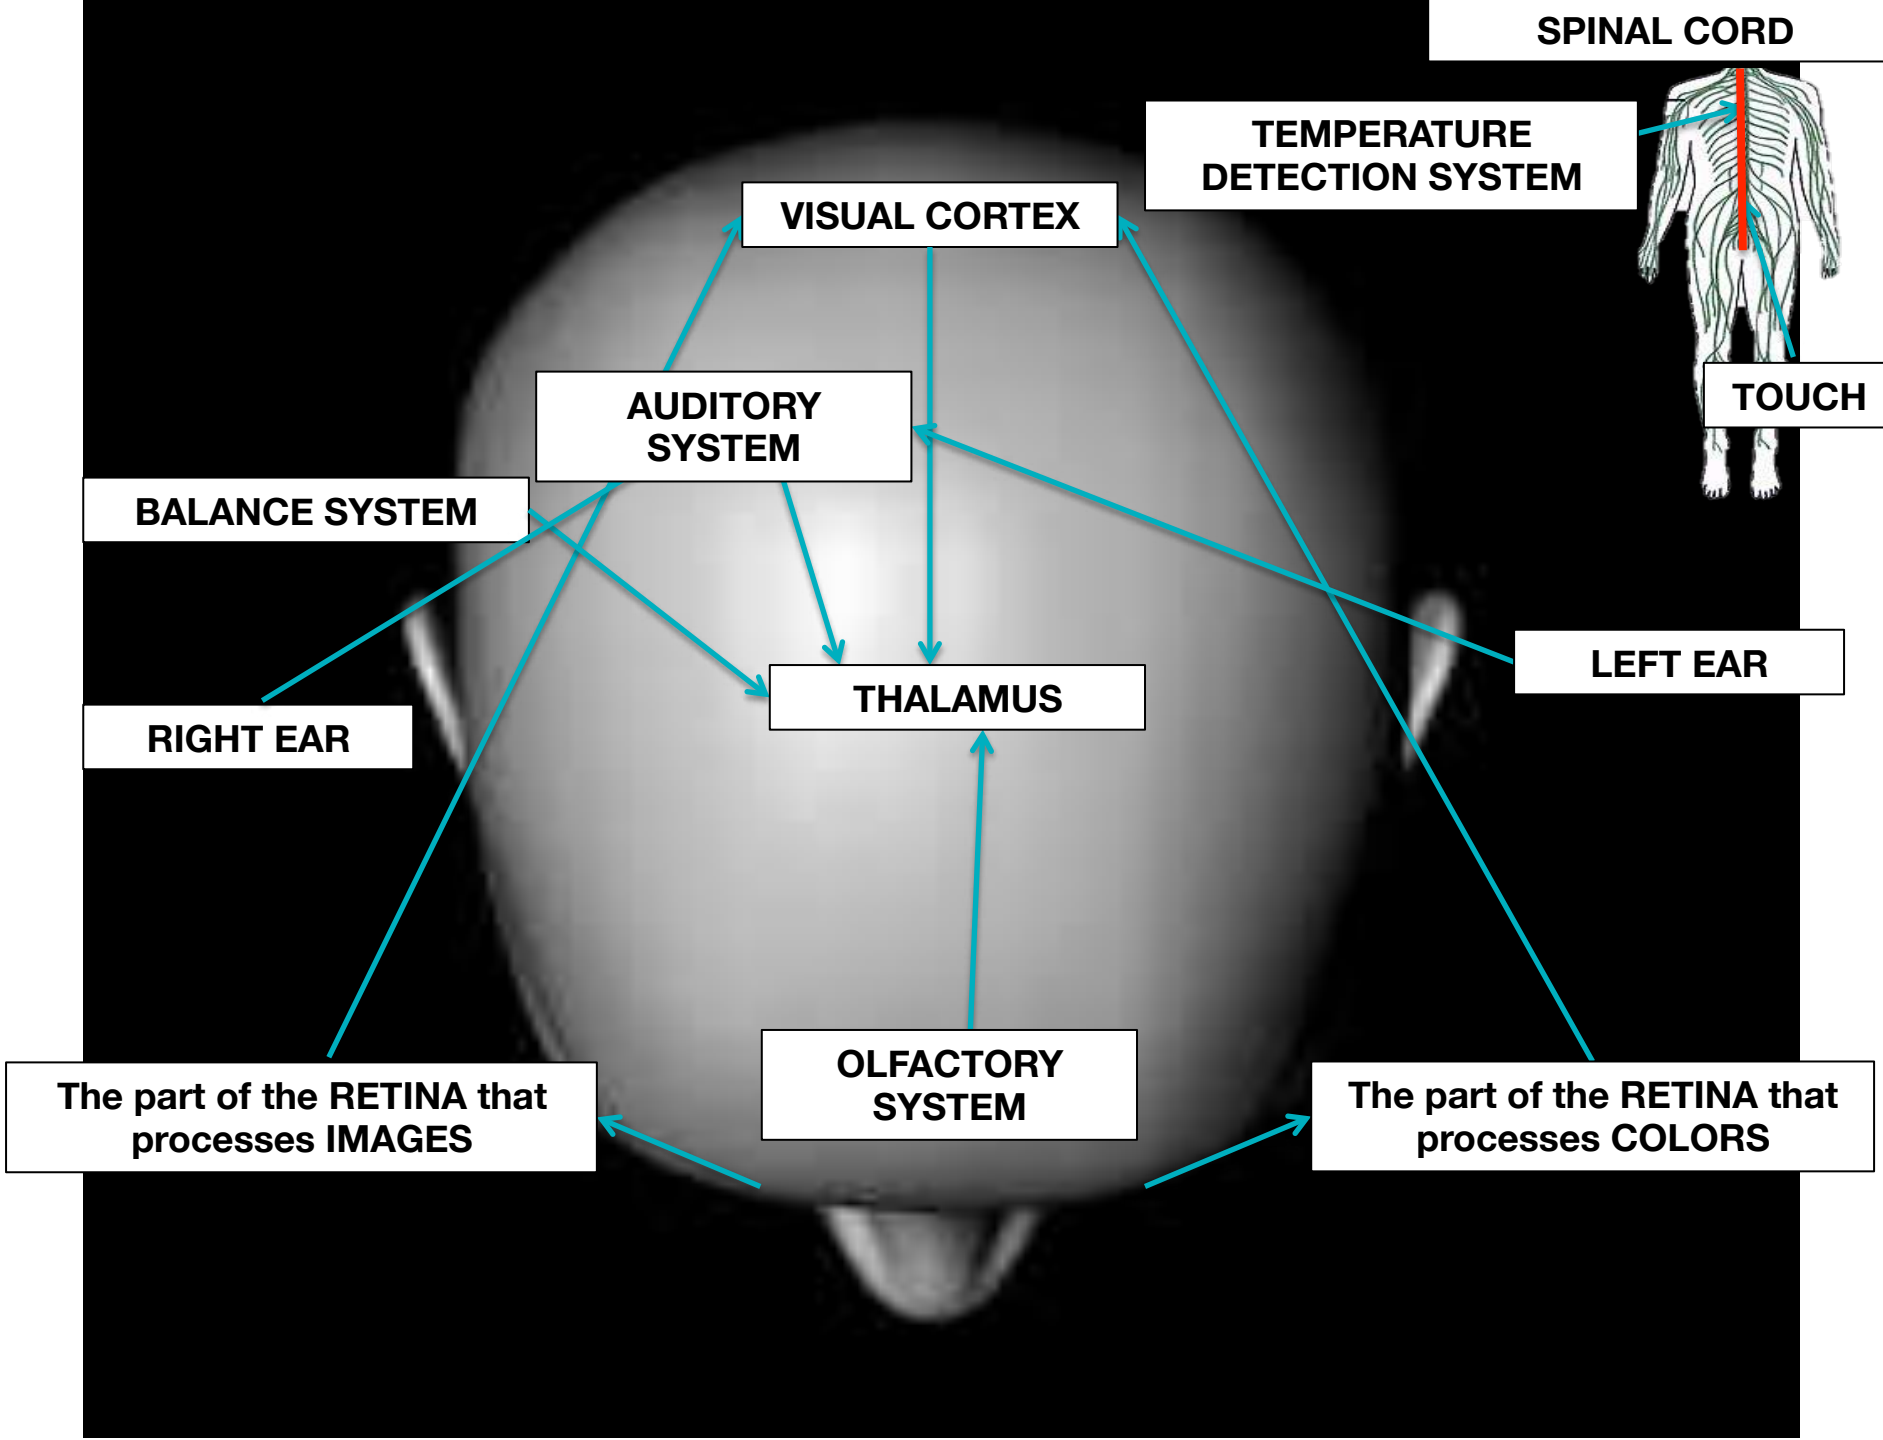 SPINAL CORD
TEMPERATURE
DETECTION SYSTEM
VISUAL CORTEX
TOUCH
AUDITORY
SYSTEM
BALANCE SYSTEM
LEFT EAR
THALAMUS
RIGHT EAR
OLFACTORY
SYSTEM
The part of the RETINA that
processes IMAGES
The part of the RETINA that
processes COLORS